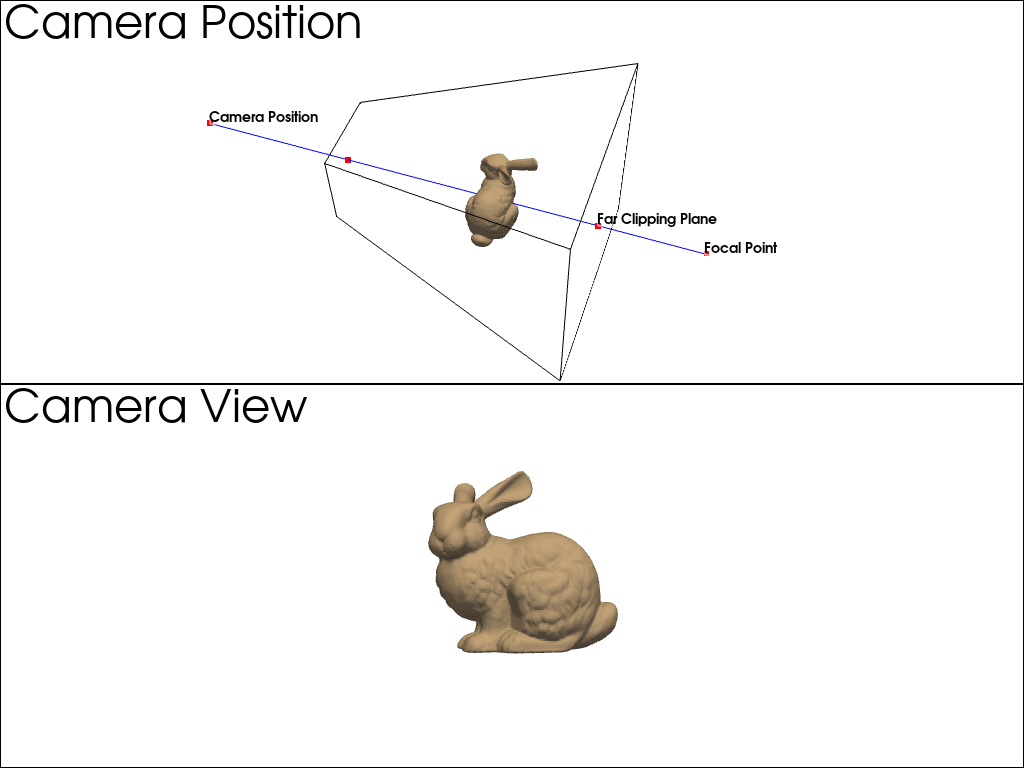 Camera Position
Camera Position
Far Clipping Plane
Focal Point
Camera View